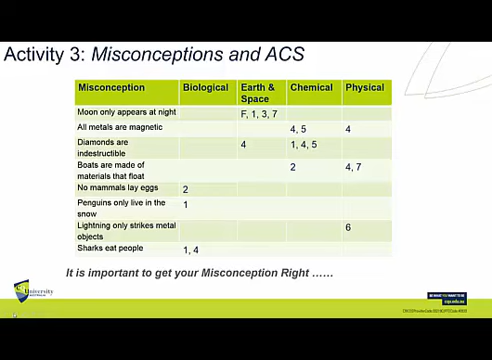 Activity 3: Misconceptions and ACS
Misconception Biological Earth & Space Chemical Physical
Moon only appears at night F, 1, 3, 7
All metals are magnetic 4, 5 4
Diamonds are indestructible 4 1, 4, 5
Boats are made of materials that float 2 4, 7
No mammals lay eggs 2
Penguins only live in the snow 1
Lightning only strikes metal objects 6
Sharks eat people 1, 4
It is important to get your Misconception Right ……
University